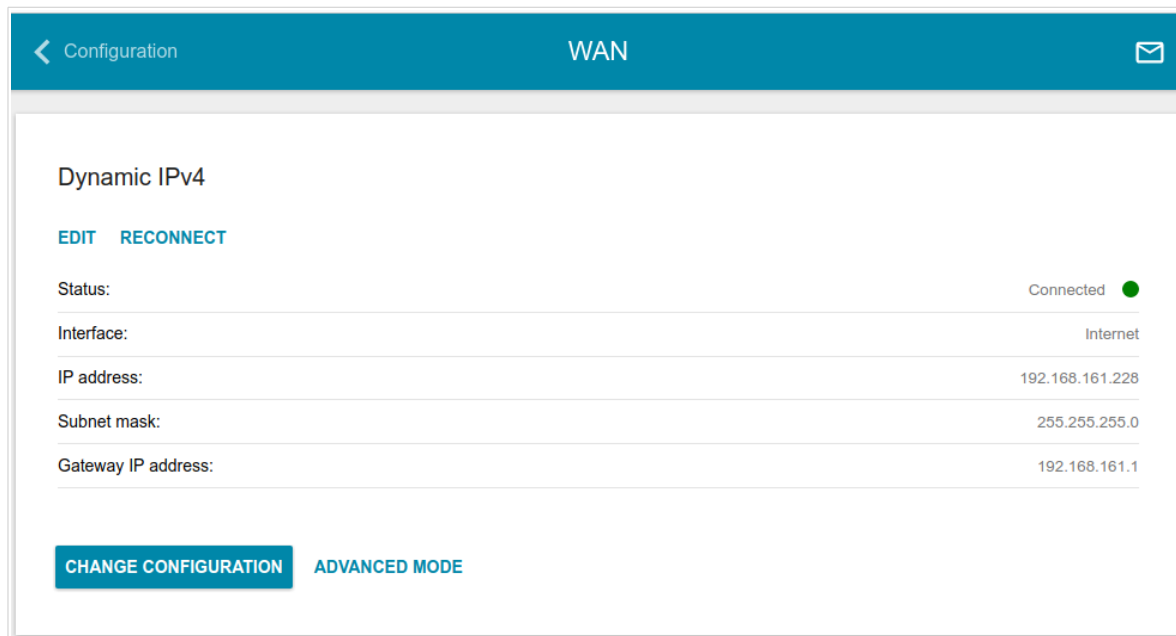 Configuration WAN
Dynamic IPv4
EDIT RECONNECT
Status: Connected
Interface: Internet
IP address: 192.168.161.228
Subnet mask: 255.255.255.0
Gateway IP address: 192.168.161.1
CHANGE CONFIGURATION ADVANCED MODE